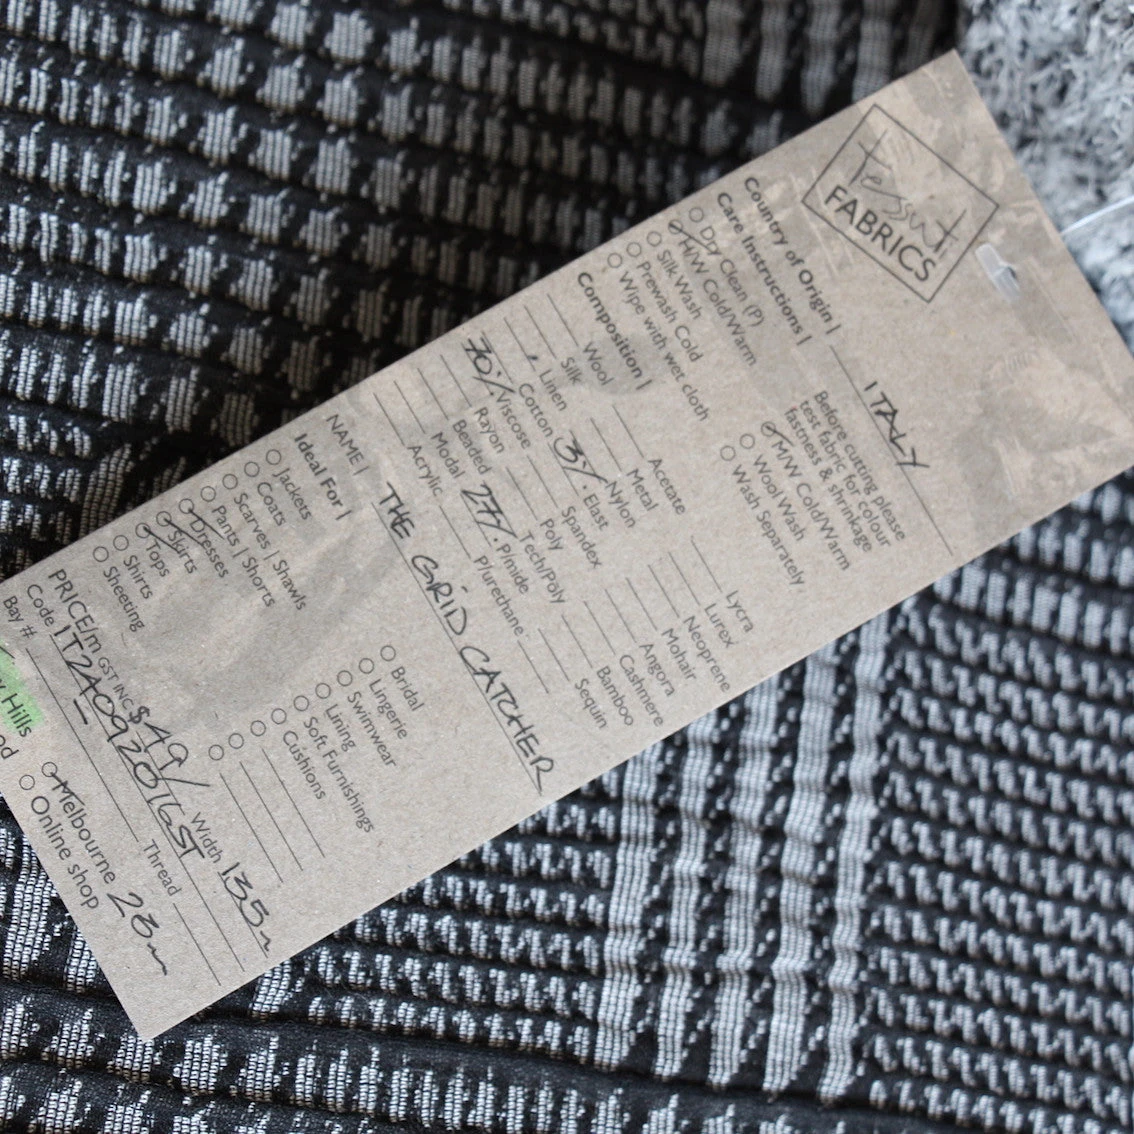 tessuti
FABRICS
Country of Origin | ITALY
Care Instructions |
Dry Clean (P)
H/W Cold/Warm
Silk Wash
Prewash Cold
Wipe with wet cloth
Before cutting please
test fabric for colour
fastness & shrinkage
M/W Cold/Warm
Wool Wash
Wash Separately
Composition |
Wool
Silk
Linen
Cotton
70% Viscose
Rayon
Beaded
Modal
Acrylic
Acetate
Metal
Nylon
3% Elast
Spandex
Poly
Tech/Poly
27% P/mide
P/urethane
Lycra
Lurex
Neoprene
Mohair
Angora
Cashmere
Bamboo
Sequin
NAME | THE GRID CATCHER
Ideal For |
Jackets
Coats
Scarves | Shawls
Pants | Shorts
Dresses
Skirts
Tops
Shirts
Sheeting
Bridal
Lingerie
Swimwear
Lining
Soft Furnishings
Cushions
PRICE/m GST INC $49/ Width 135
Code IT24092016ST
Bay # Thread
Hills
Melbourne 23m
Online shop